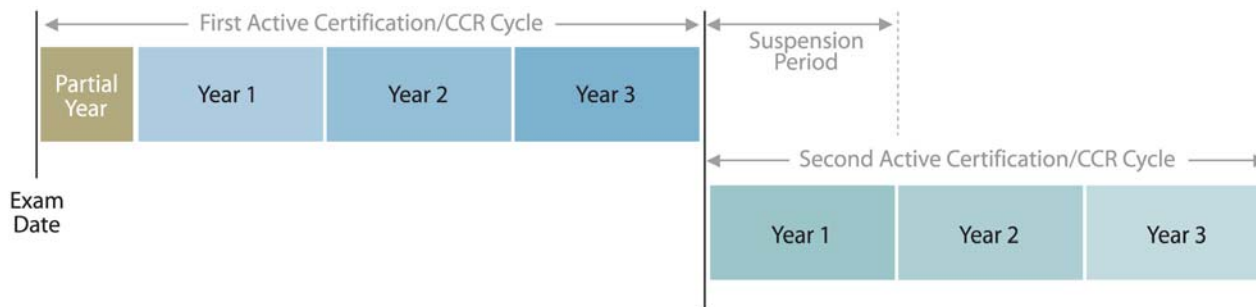 First Active Certification/CCR Cycle
Suspension
Period
Partial
Year
Year 1
Year 2
Year 3
Second Active Certification/CCR Cycle
Exam
Date
Year 1
Year 2
Year 3